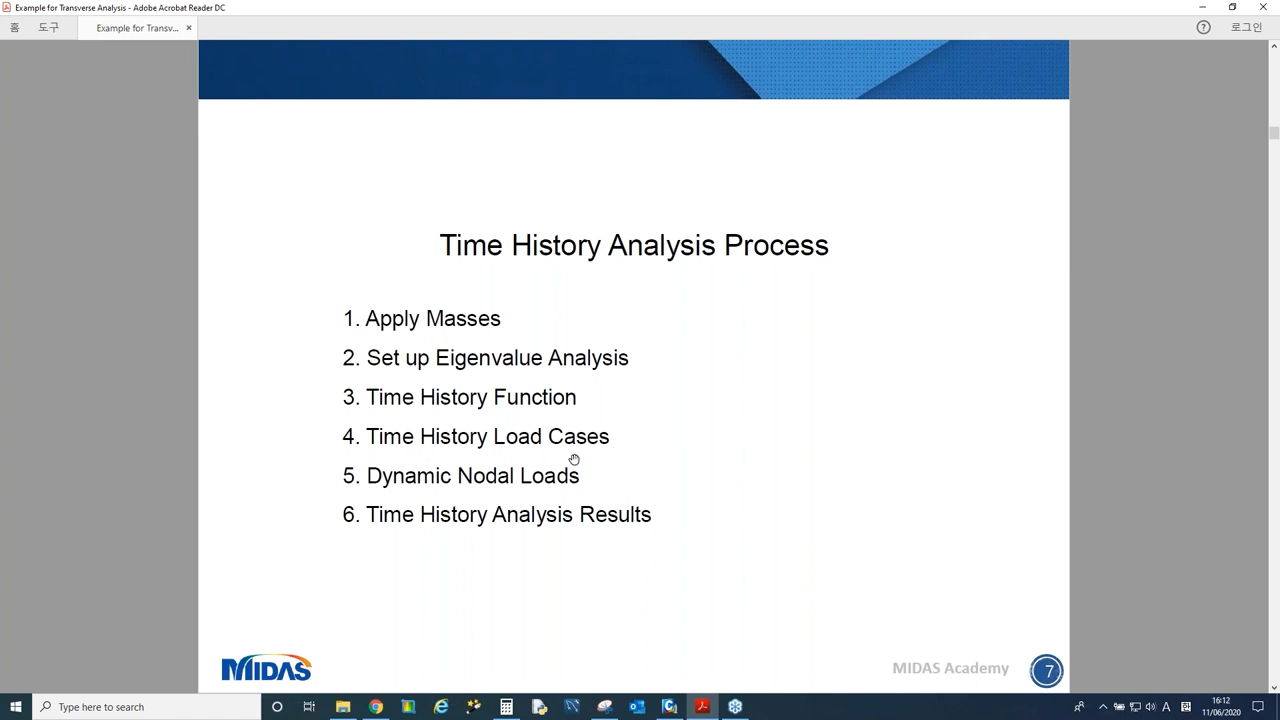 Example for Transverse Analysis - Adobe Acrobat Reader DC
홈 도구 Example for Transv... × 로그인
Time History Analysis Process
1. Apply Masses
2. Set up Eigenvalue Analysis
3. Time History Function
4. Time History Load Cases
5. Dynamic Nodal Loads
6. Time History Analysis Results
MIDAS
MIDAS Academy 7
Type here to search
16:12
11/06/2020